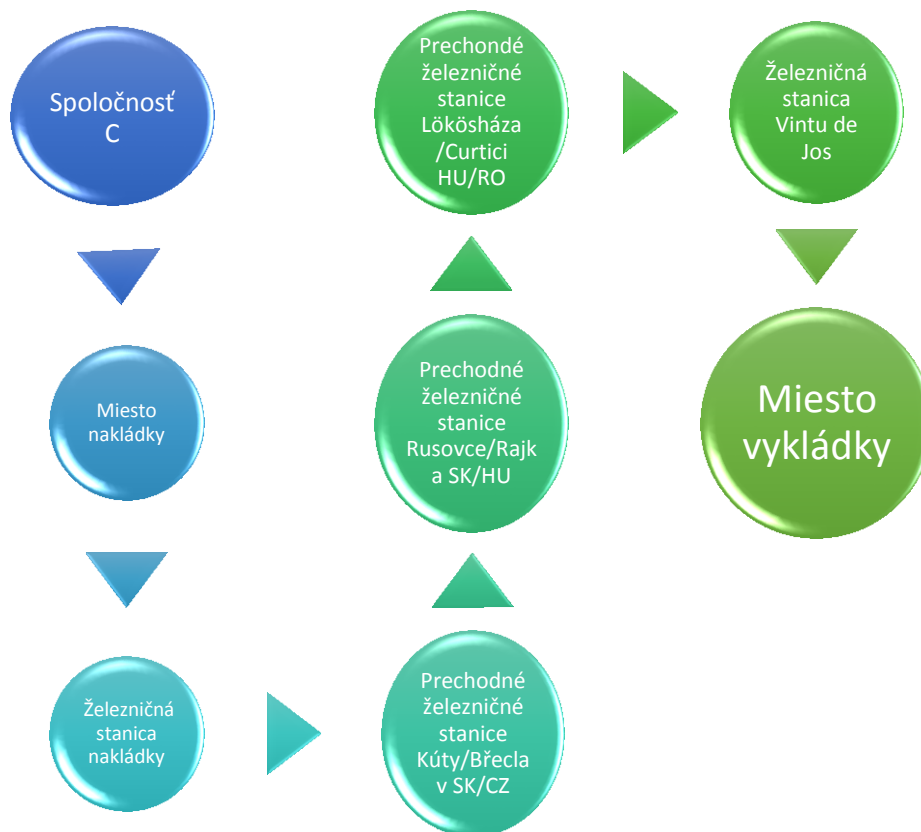 Spoločnosť
C
Miesto
nakládky
Železničná
stanica
nakládky
Prechodné
železničné
stanice
Kúty/Břecla
v SK/CZ
Prechodné
železničné
stanice
Rusovce/Rajk
a SK/HU
Prechondé
železničné
stanice
Lökösháza
/Curtici
HU/RO
Železničná
stanica
Vintu de
Jos
Miesto
vykládky